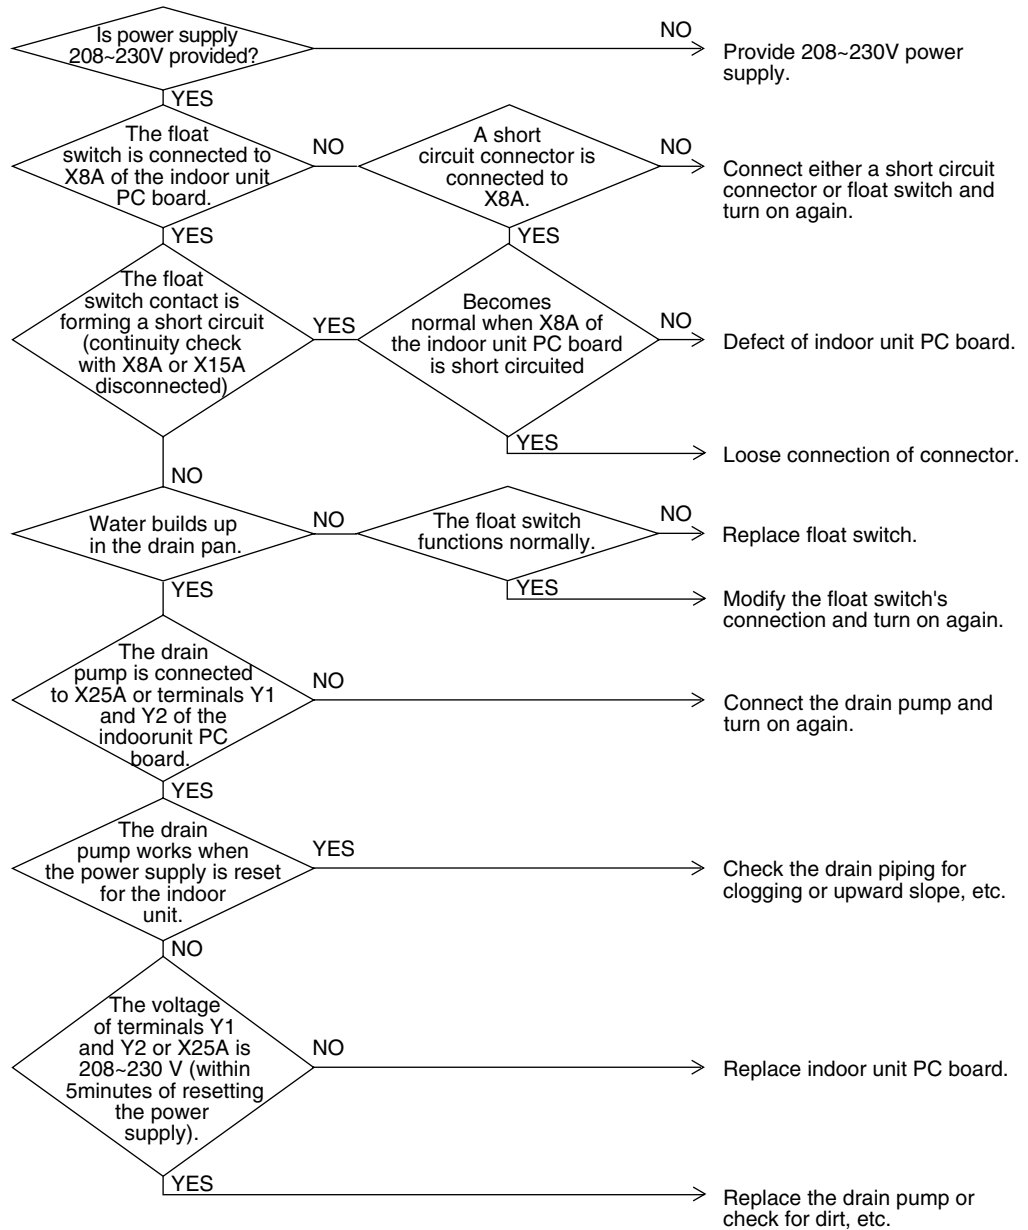 Is power supply
208~230V provided?
NO
Provide 208~230V power
supply.
YES
The float
switch is connected to
X8A of the indoor unit
PC board.
NO
A short
circuit connector is
connected to
X8A.
NO
Connect either a short circuit
connector or float switch and
turn on again.
YES
YES
The float
switch contact is
forming a short circuit
(continuity check
with X8A or X15A
disconnected)
YES
Becomes
normal when X8A of
the indoor unit PC board
is short circuited
NO
Defect of indoor unit PC board.
YES
Loose connection of connector.
NO
Water builds up
in the drain pan.
NO
The float switch
functions normally.
NO
Replace float switch.
YES
YES
Modify the float switch's
connection and turn on again.
The drain
pump is connected
to X25A or terminals Y1
and Y2 of the
indoorunit PC
board.
NO
Connect the drain pump and
turn on again.
YES
The drain
pump works when
the power supply is reset
for the indoor
unit.
YES
Check the drain piping for
clogging or upward slope, etc.
NO
The voltage
of terminals Y1
and Y2 or X25A is
208~230 V (within
5minutes of resetting
the power
supply).
NO
Replace indoor unit PC board.
YES
Replace the drain pump or
check for dirt, etc.